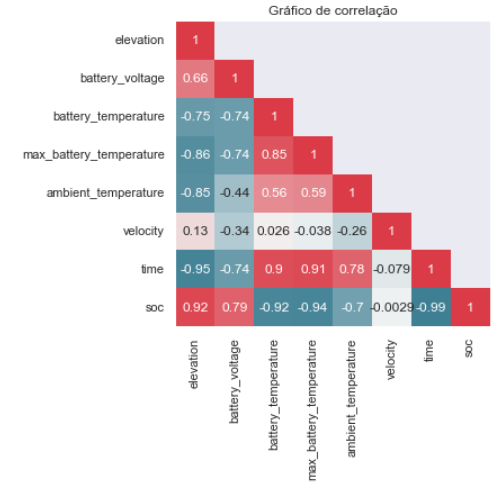 Gráfico de correlação
elevation 1
battery_voltage 0.66 1
battery_temperature -0.75 -0.74 1
max_battery_temperature -0.86 -0.74 0.85 1
ambient_temperature -0.85 -0.44 0.56 0.59 1
velocity 0.13 -0.34 0.026 -0.038 -0.26 1
time -0.95 -0.74 0.9 0.91 0.78 -0.079 1
soc 0.92 0.79 -0.92 -0.94 -0.7 -0.0029 -0.99 1
elevation
battery_voltage
battery_temperature
max_battery_temperature
ambient_temperature
velocity
time
soc